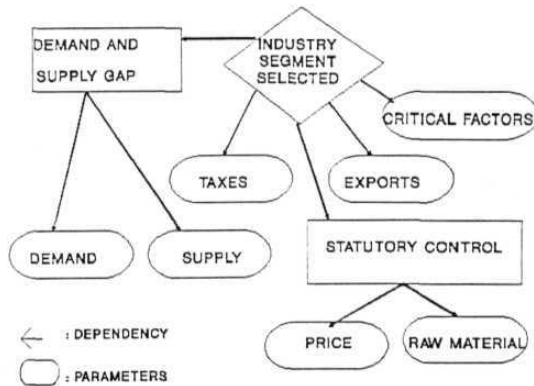 DEMAND AND
SUPPLY GAP
INDUSTRY
SEGMENT
SELECTED
CRITICAL FACTORS
TAXES
EXPORTS
DEMAND
SUPPLY
STATUTORY CONTROL
PRICE
RAW MATERIAL
: DEPENDENCY
: PARAMETERS